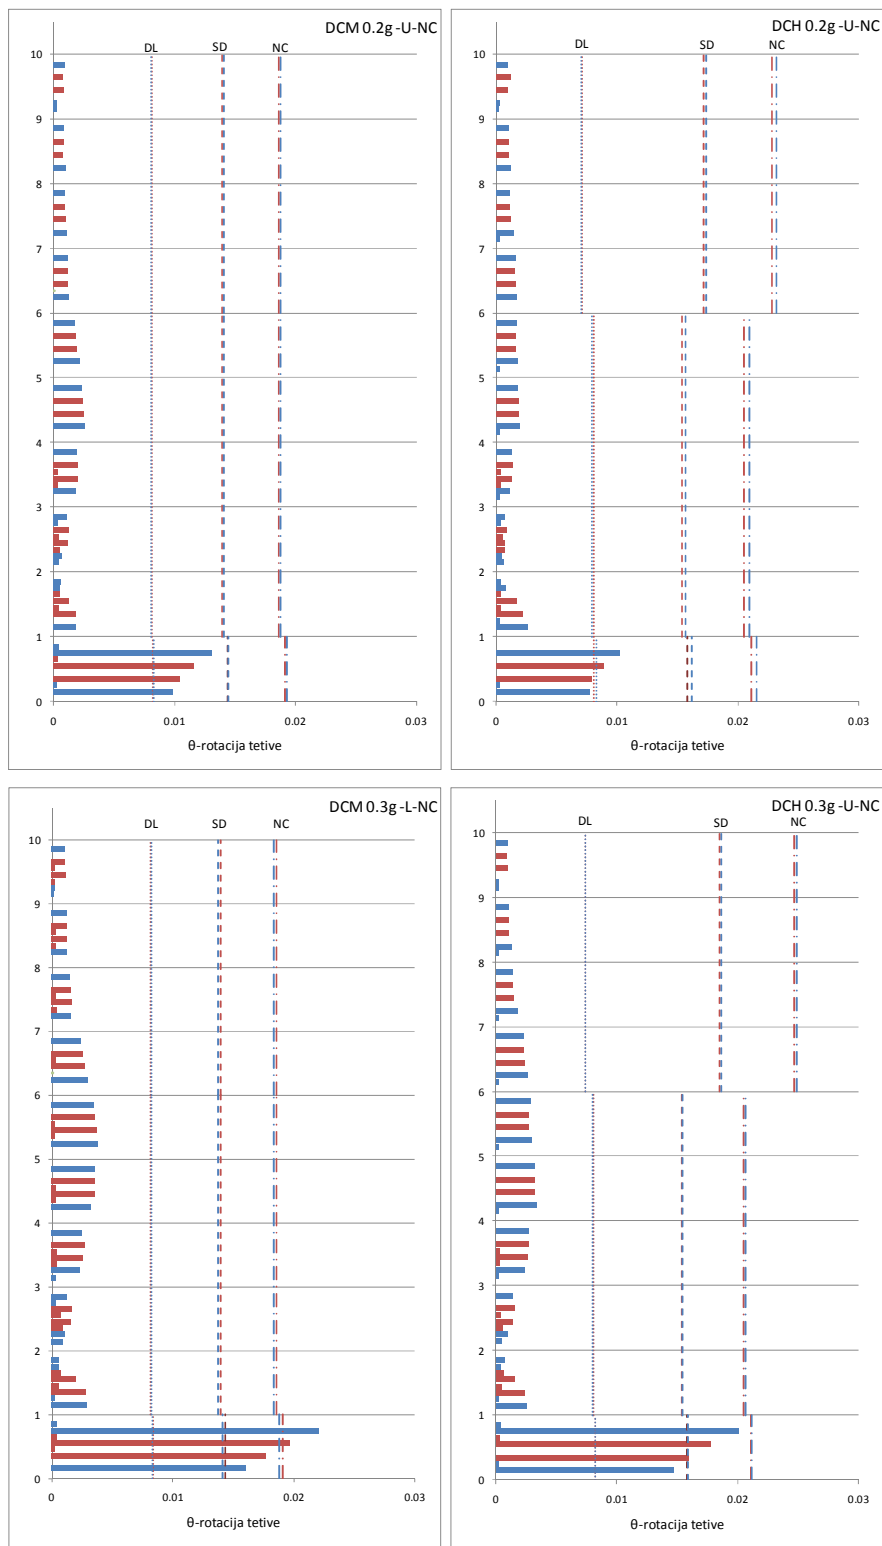 DCM 0.2g -U-NC
DL SD NC
10
9
8
7
6
5
4
3
2
1
0
0 0.01 0.02 0.03
θ-rotacija tetive
DCH 0.2g -U-NC
DL SD NC
10
9
8
7
6
5
4
3
2
1
0
0 0.01 0.02 0.03
θ-rotacija tetive
DCM 0.3g -L-NC
DL SD NC
10
9
8
7
6
5
4
3
2
1
0
0 0.01 0.02 0.03
θ-rotacija tetive
DCH 0.3g -U-NC
DL SD NC
10
9
8
7
6
5
4
3
2
1
0
0 0.01 0.02 0.03
θ-rotacija tetive